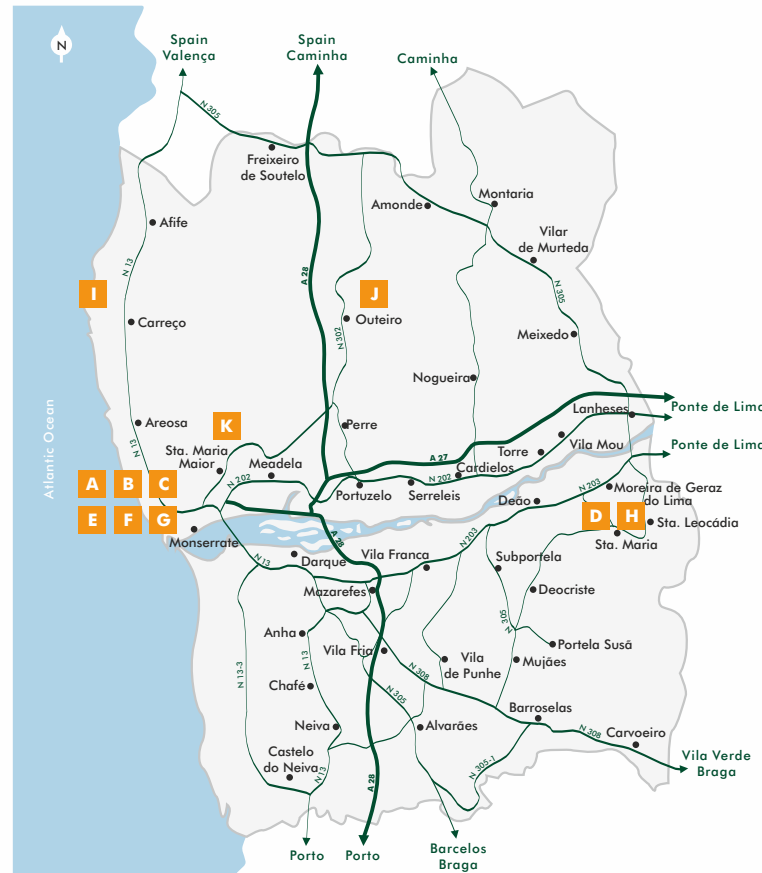 N
Spain
Valença
Spain
Caminha
Caminha
N 305
Freixeiro
de Soutelo
Amonde
Montaria
Afife
Vilar
de Murteda
N 13
A 28
N 305
I
J
Carreço
Outeiro
N 302
Meixedo
Nogueira
Atlantic Ocean
Areosa
K
Perre
Lanheses
Ponte de Lima
N 13
Sta. Maria
Maior
Meadela
A 27
Torre
Vila Mou
Ponte de Lima
A
B
C
N 202
Portuzelo
Serreleis
N 202
Cardielos
N 203
Moreira de Geraz
do Lima
Deão
E
F
G
D
H
Sta. Leocádia
Monserrate
A 28
Sta. Maria
N 13
Darque
Vila Franca
N 203
Subportela
Mazarefes
Deocriste
N 305
Anha
Vila Fria
Portela Susã
N 13-3
N 13
N 308
Vila
de Punhe
Mujães
Chafé
N 305
Barroselas
Neiva
Alvarães
N 308
Carvoeiro
Castelo
do Neiva
N 13
A 28
N 305-1
Vila Verde
Braga
Porto
Porto
Barcelos
Braga